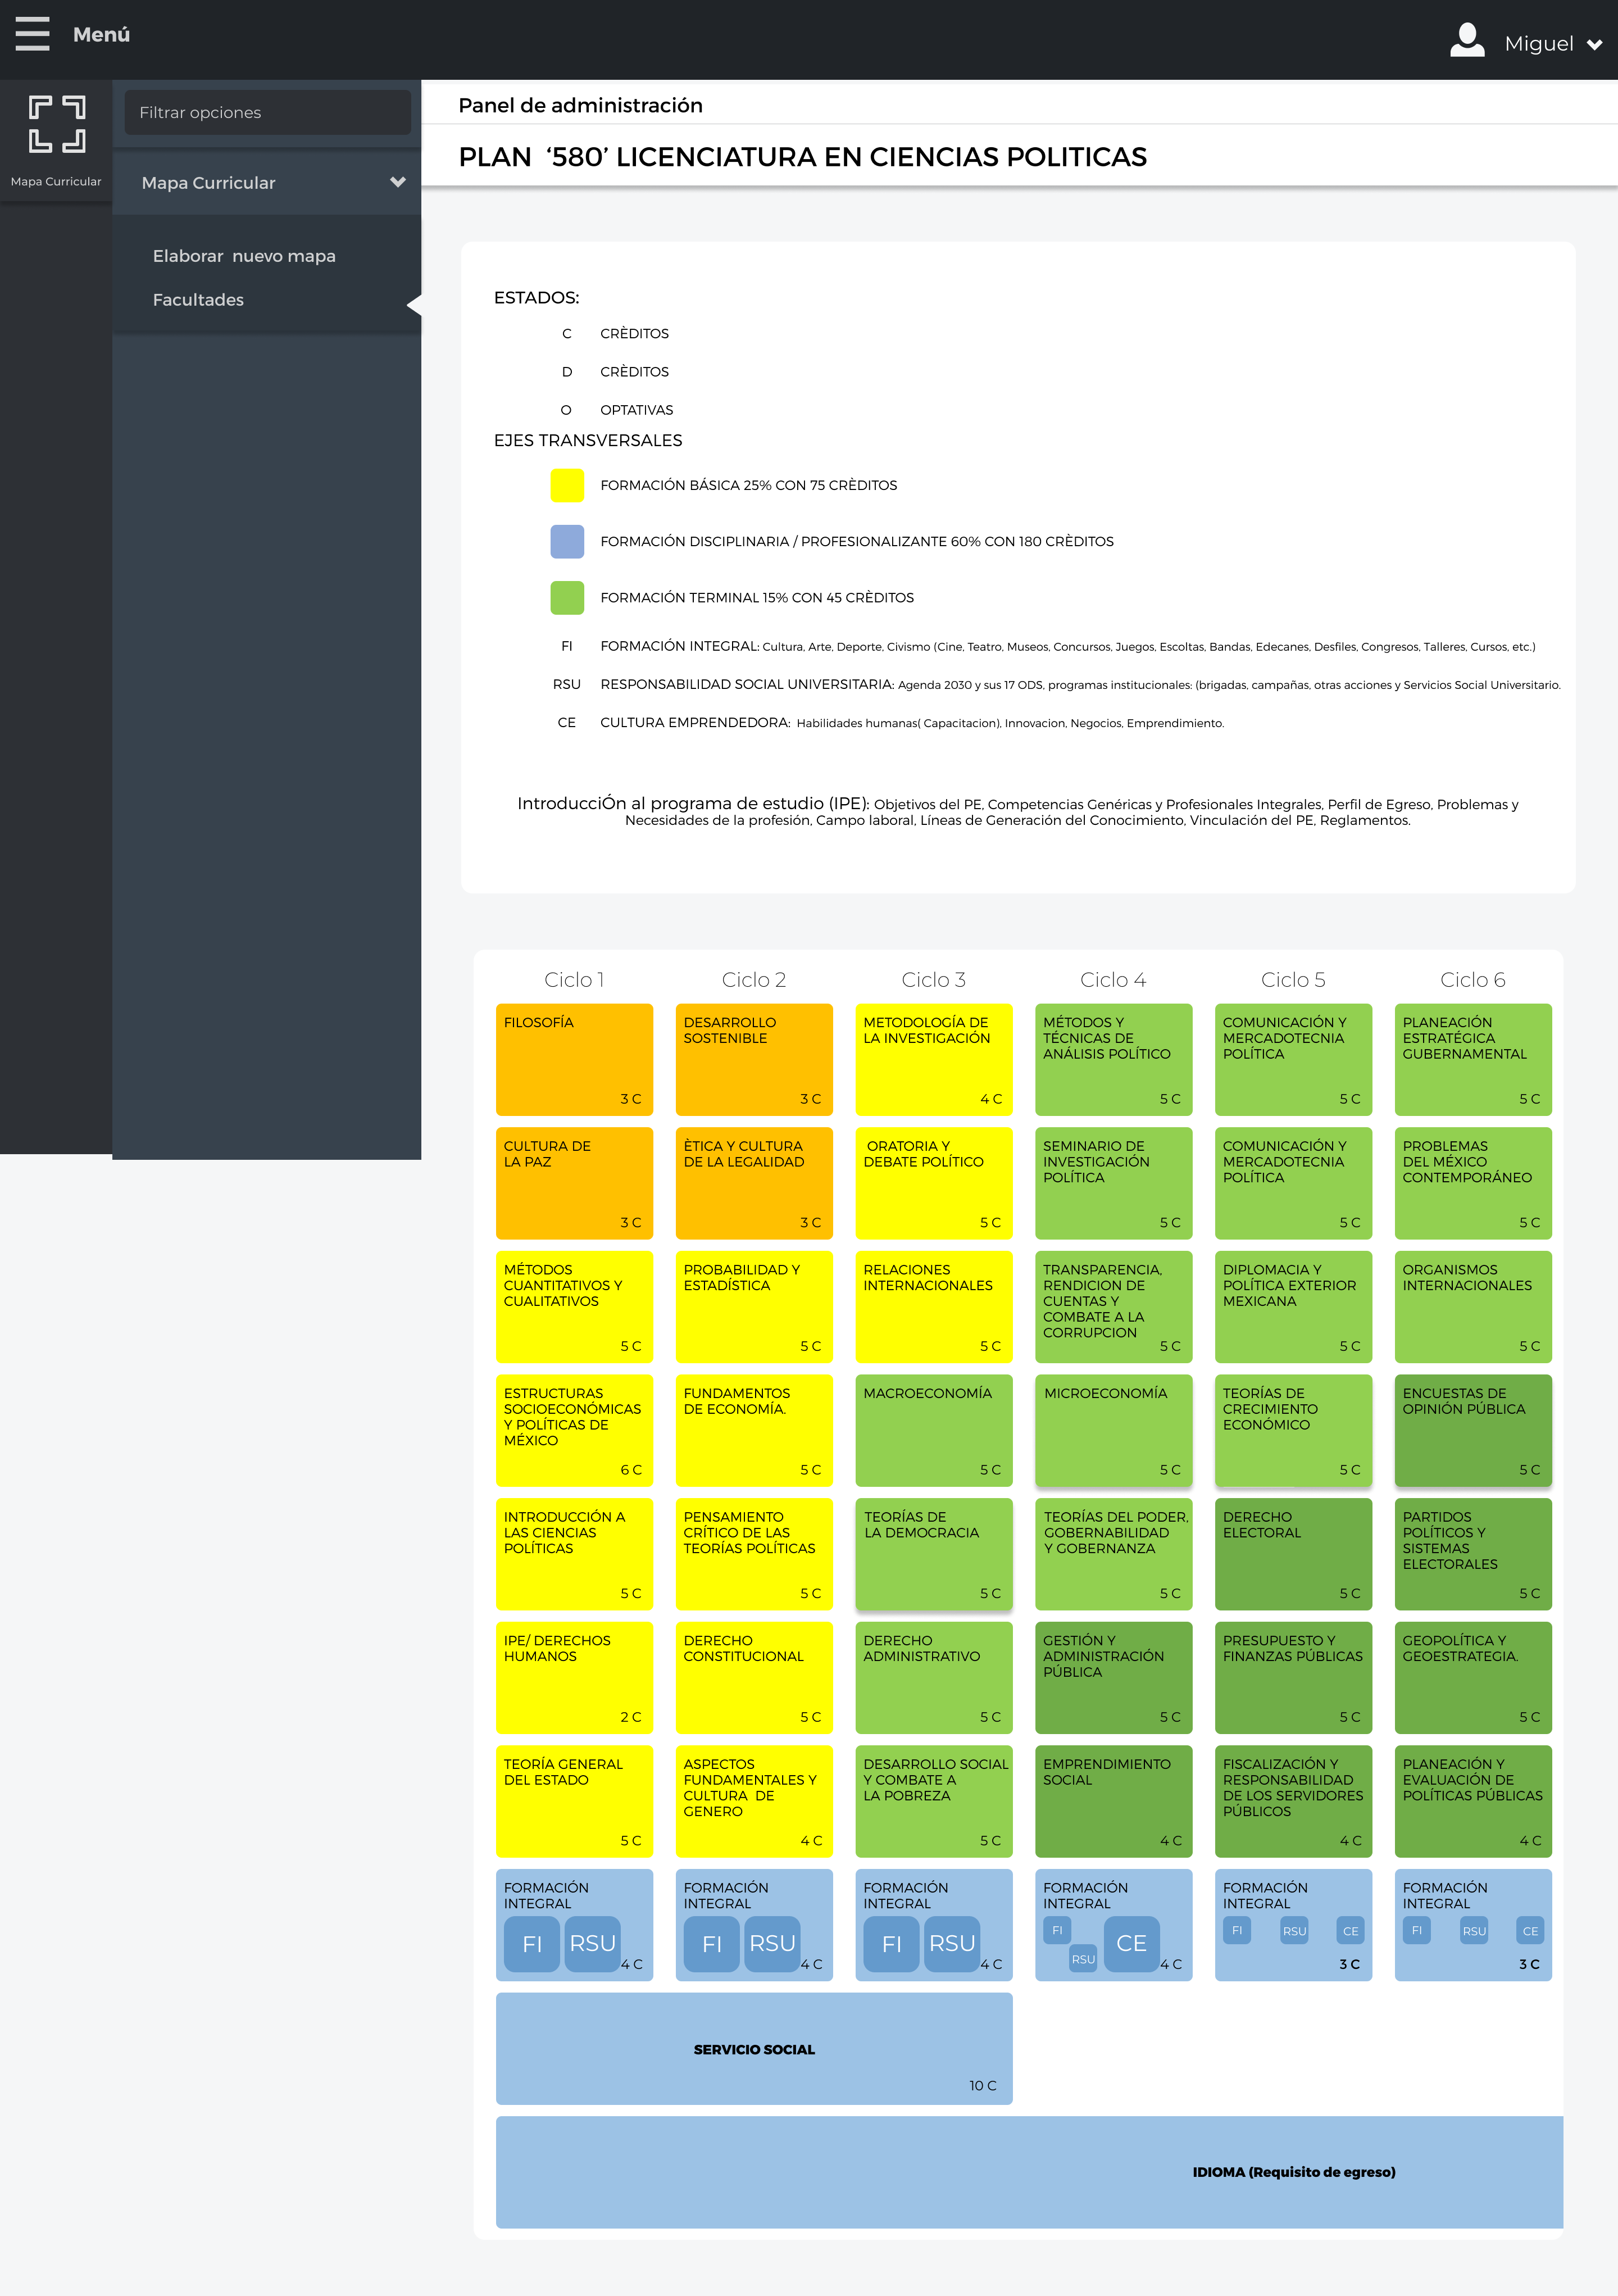 Menú
Miguel
Mapa Curricular
Filtrar opciones
Mapa Curricular
Elaborar nuevo mapa
Facultades
Panel de administración
PLAN ‘580’ LICENCIATURA EN CIENCIAS POLITICAS
ESTADOS:
C CRÈDITOS
D CRÈDITOS
O OPTATIVAS
EJES TRANSVERSALES
FORMACIÓN BÁSICA 25% CON 75 CRÈDITOS
FORMACIÓN DISCIPLINARIA / PROFESIONALIZANTE 60% CON 180 CRÈDITOS
FORMACIÓN TERMINAL 15% CON 45 CRÈDITOS
FI FORMACIÓN INTEGRAL: Cultura, Arte, Deporte, Civismo (Cine, Teatro, Museos, Concursos, Juegos, Escoltas, Bandas, Edecanes, Desfiles, Congresos, Talleres, Cursos, etc.)
RSU RESPONSABILIDAD SOCIAL UNIVERSITARIA: Agenda 2030 y sus 17 ODS, programas institucionales: (brigadas, campañas, otras acciones y Servicios Social Universitario.
CE CULTURA EMPRENDEDORA: Habilidades humanas( Capacitacion), Innovacion, Negocios, Emprendimiento.
IntroducciÓn al programa de estudio (IPE): Objetivos del PE, Competencias Genéricas y Profesionales Integrales, Perfil de Egreso, Problemas y
Necesidades de la profesión, Campo laboral, Líneas de Generación del Conocimiento, Vinculación del PE, Reglamentos.
Ciclo 1
Ciclo 2
Ciclo 3
Ciclo 4
Ciclo 5
Ciclo 6
FILOSOFÍA
3 C
DESARROLLO
SOSTENIBLE
3 C
METODOLOGÍA DE
LA INVESTIGACIÓN
4 C
MÉTODOS Y
TÉCNICAS DE
ANÁLISIS POLÍTICO
5 C
COMUNICACIÓN Y
MERCADOTECNIA
POLÍTICA
5 C
PLANEACIÓN
ESTRATÉGICA
GUBERNAMENTAL
5 C
CULTURA DE
LA PAZ
3 C
ÈTICA Y CULTURA
DE LA LEGALIDAD
3 C
ORATORIA Y
DEBATE POLÍTICO
5 C
SEMINARIO DE
INVESTIGACIÓN
POLÍTICA
5 C
COMUNICACIÓN Y
MERCADOTECNIA
POLÍTICA
5 C
PROBLEMAS
DEL MÉXICO
CONTEMPORÁNEO
5 C
MÉTODOS
CUANTITATIVOS Y
CUALITATIVOS
5 C
PROBABILIDAD Y
ESTADÍSTICA
5 C
RELACIONES
INTERNACIONALES
5 C
TRANSPARENCIA,
RENDICION DE
CUENTAS Y
COMBATE A LA
CORRUPCION
5 C
DIPLOMACIA Y
POLÍTICA EXTERIOR
MEXICANA
5 C
ORGANISMOS
INTERNACIONALES
5 C
ESTRUCTURAS
SOCIOECONÓMICAS
Y POLÍTICAS DE
MÉXICO
6 C
FUNDAMENTOS
DE ECONOMÍA.
5 C
MACROECONOMÍA
5 C
MICROECONOMÍA
5 C
TEORÍAS DE
CRECIMIENTO
ECONÓMICO
5 C
ENCUESTAS DE
OPINIÓN PÚBLICA
5 C
INTRODUCCIÓN A
LAS CIENCIAS
POLÍTICAS
5 C
PENSAMIENTO
CRÍTICO DE LAS
TEORÍAS POLÍTICAS
5 C
TEORÍAS DE
LA DEMOCRACIA
5 C
TEORÍAS DEL PODER,
GOBERNABILIDAD
Y GOBERNANZA
5 C
DERECHO
ELECTORAL
5 C
PARTIDOS
POLÍTICOS Y
SISTEMAS
ELECTORALES
5 C
IPE/ DERECHOS
HUMANOS
2 C
DERECHO
CONSTITUCIONAL
5 C
DERECHO
ADMINISTRATIVO
5 C
GESTIÓN Y
ADMINISTRACIÓN
PÚBLICA
5 C
PRESUPUESTO Y
FINANZAS PÚBLICAS
5 C
GEOPOLÍTICA Y
GEOESTRATEGIA.
5 C
TEORÍA GENERAL
DEL ESTADO
5 C
ASPECTOS
FUNDAMENTALES Y
CULTURA DE
GENERO
4 C
DESARROLLO SOCIAL
Y COMBATE A
LA POBREZA
5 C
EMPRENDIMIENTO
SOCIAL
4 C
FISCALIZACIÓN Y
RESPONSABILIDAD
DE LOS SERVIDORES
PÚBLICOS
4 C
PLANEACIÓN Y
EVALUACIÓN DE
POLÍTICAS PÚBLICAS
4 C
FORMACIÓN
INTEGRAL
FI RSU
4 C
FORMACIÓN
INTEGRAL
FI RSU
4 C
FORMACIÓN
INTEGRAL
FI RSU
4 C
FORMACIÓN
INTEGRAL
FI RSU CE
4 C
FORMACIÓN
INTEGRAL
FI RSU CE
3 C
FORMACIÓN
INTEGRAL
FI RSU CE
3 C
SERVICIO SOCIAL
10 C
IDIOMA (Requisito de egreso)